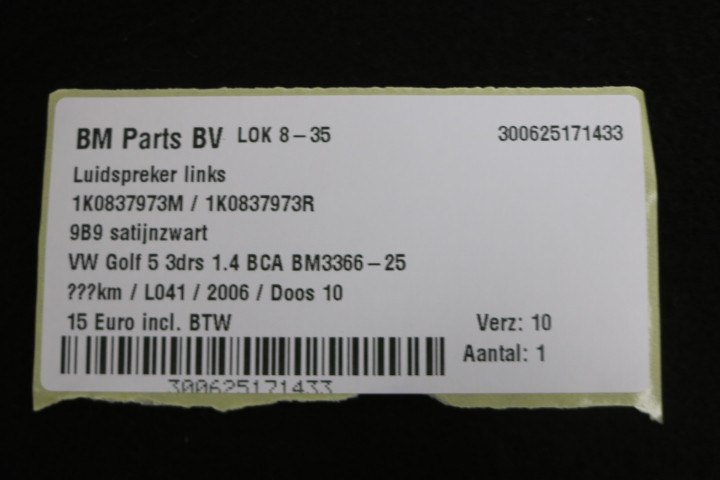 BM Parts BV LOK 8-35 300625171433
Luidspreker links
1K0837973M / 1K0837973R
9B9 satijnzwart
VW Golf 5 3drs 1.4 BCA BM3366-25
???km / L041 / 2006 / Doos 10
15 Euro incl. BTW Verz: 10
Aantal: 1
300625171433